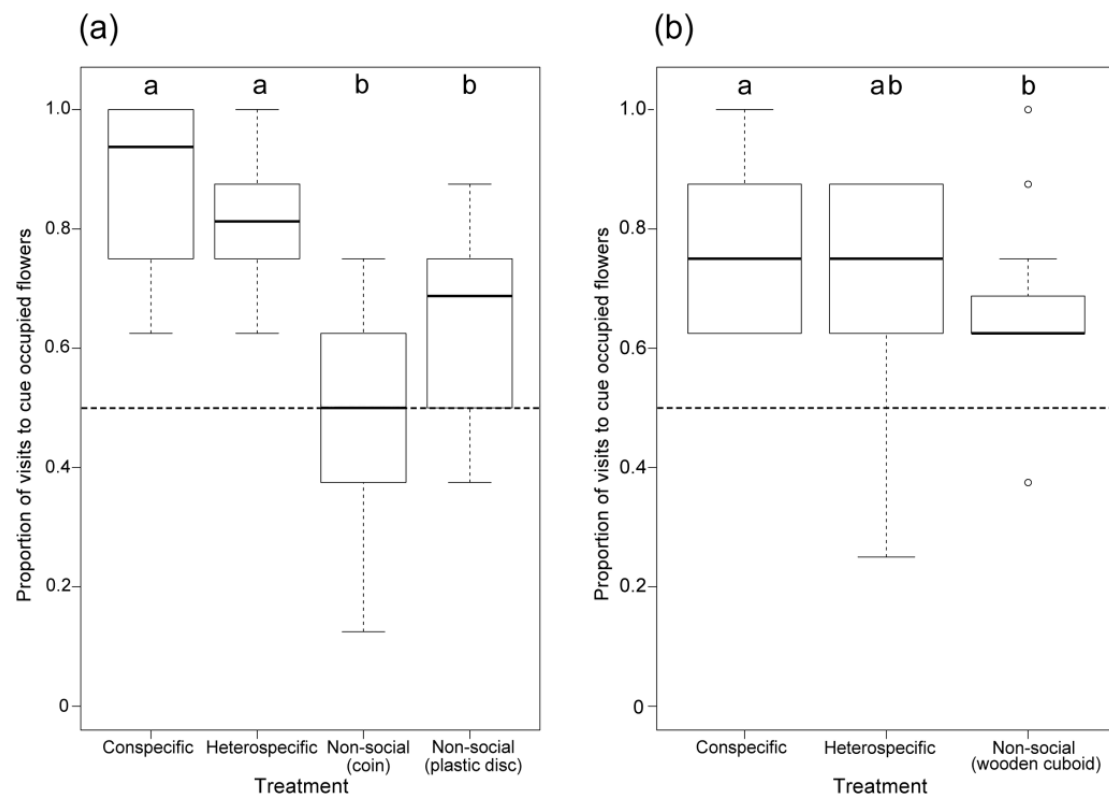 (a)
(b)
a a b b
a ab b
Proportion of visits to cue occupied flowers
1.0
0.8
0.6
0.4
0.2
0
Conspecific Heterospecific Non-social (coin) Non-social (plastic disc)
Treatment
Proportion of visits to cue occupied flowers
1.0
0.8
0.6
0.4
0.2
0
Conspecific Heterospecific Non-social (wooden cuboid)
Treatment